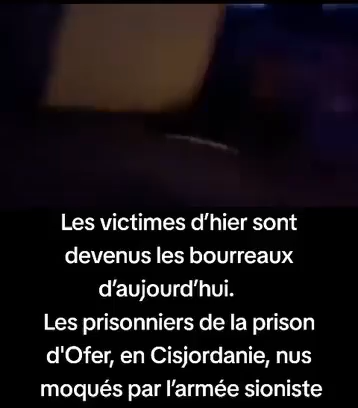 Les victimes d’hier sont
devenus les bourreaux
d’aujourd’hui.
Les prisonniers de la prison
d'Ofer, en Cisjordanie, nus
moqués par l’armée sioniste